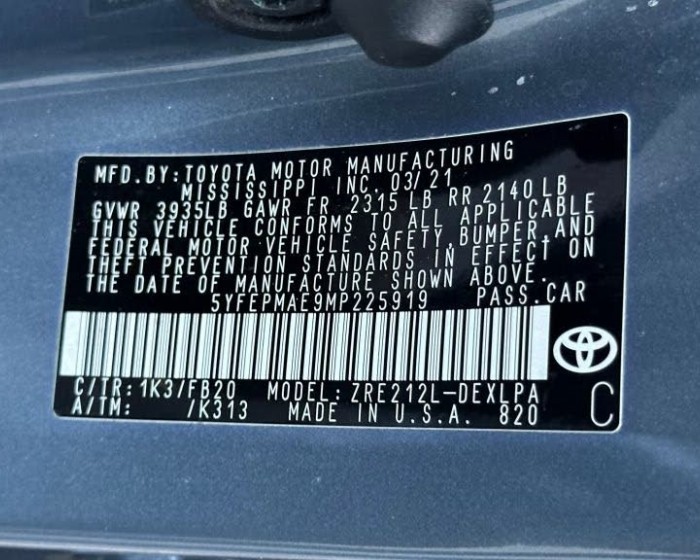 MFD. BY: TOYOTA MOTOR MANUFACTURING
MISSISSIPPI INC. 03/21
GVWR 3935LB GAWR FR 2315 LB RR 2140 LB
THIS VEHICLE CONFORMS TO ALL APPLICABLE
FEDERAL MOTOR VEHICLE SAFETY, BUMPER, AND
THEFT PREVENTION STANDARDS IN EFFECT ON
THE DATE OF MANUFACTURE SHOWN ABOVE.
5YFEPMAE9MP225919 PASS. CAR
C/TR: 1K3/FB20 MODEL: ZRE212L-DEXLPA
A/TM: /K313 MADE IN U.S.A. 820 C